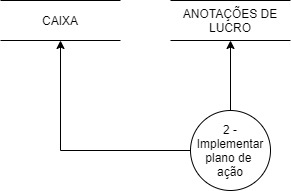 CAIXA
ANOTAÇÕES DE
LUCRO
2 -
Implementar
plano de
ação